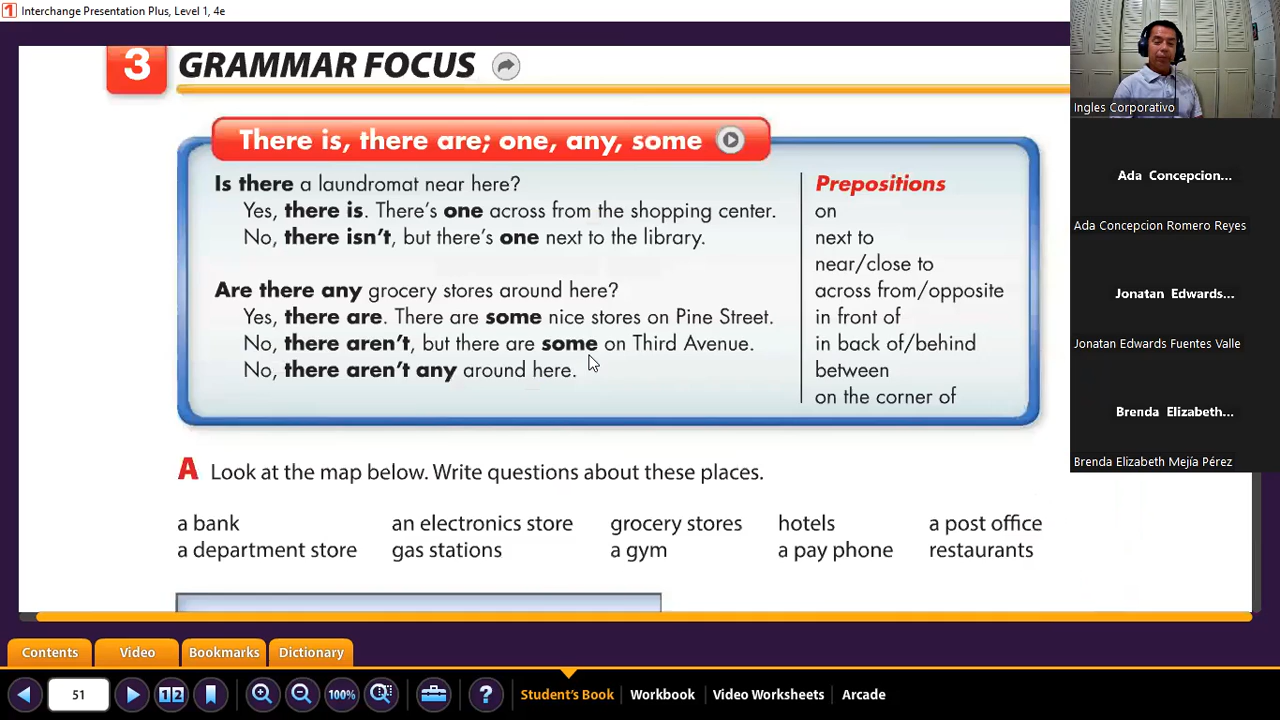 Interchange Presentation Plus, Level 1, 4e
3 GRAMMAR FOCUS
There is, there are; one, any, some
Is there a laundromat near here?
Yes, there is. There's one across from the shopping center.
No, there isn't, but there's one next to the library.
Are there any grocery stores around here?
Yes, there are. There are some nice stores on Pine Street.
No, there aren't, but there are some on Third Avenue.
No, there aren't any around here.
Prepositions
on
next to
near/close to
across from/opposite
in front of
in back of/behind
between
on the corner of
A Look at the map below. Write questions about these places.
a bank an electronics store grocery stores hotels a post office
a department store gas stations a gym a pay phone restaurants
Ingles Corporativo
Ada Concepcion...
Ada Concepcion Romero Reyes
Jonatan Edwards...
Jonatan Edwards Fuentes Valle
Brenda Elizabeth...
Brenda Elizabeth Mejía Pérez
Contents Video Bookmarks Dictionary
51 1 2 100% ? Student's Book Workbook Video Worksheets Arcade